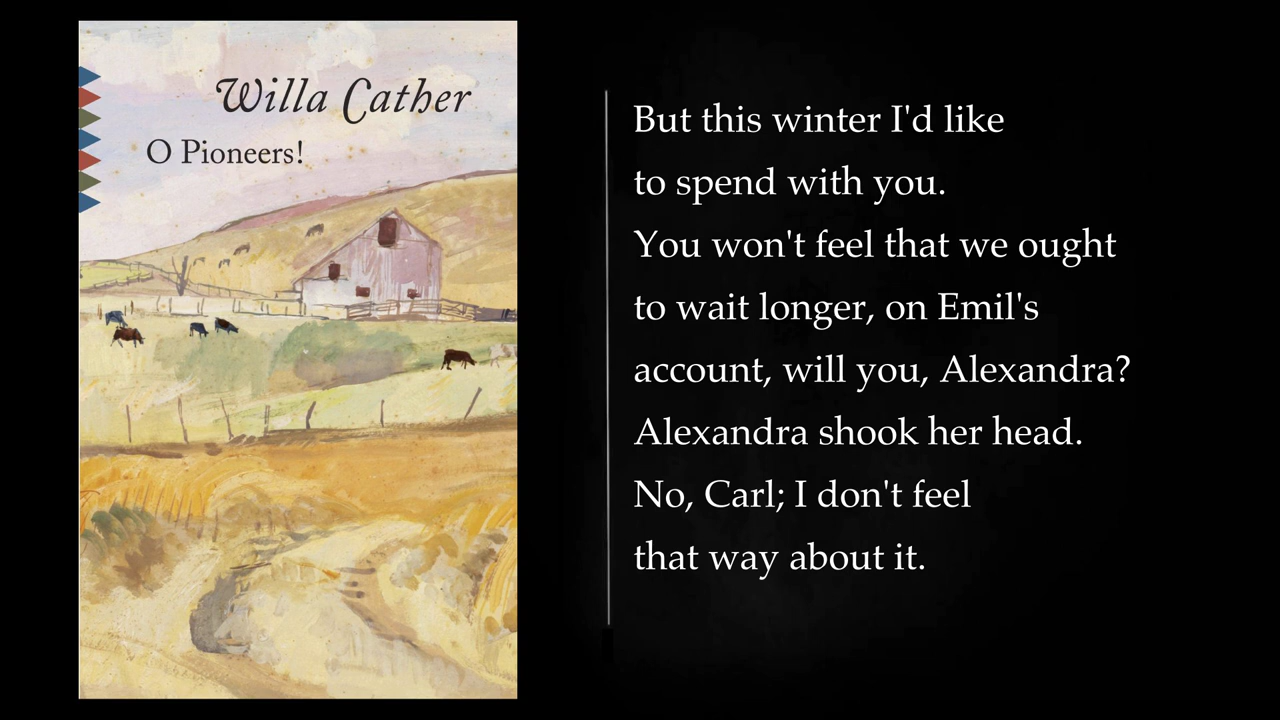 Willa Cather
O Pioneers!
But this winter I'd like
to spend with you.
You won't feel that we ought
to wait longer, on Emil's
account, will you, Alexandra?
Alexandra shook her head.
No, Carl; I don't feel
that way about it.